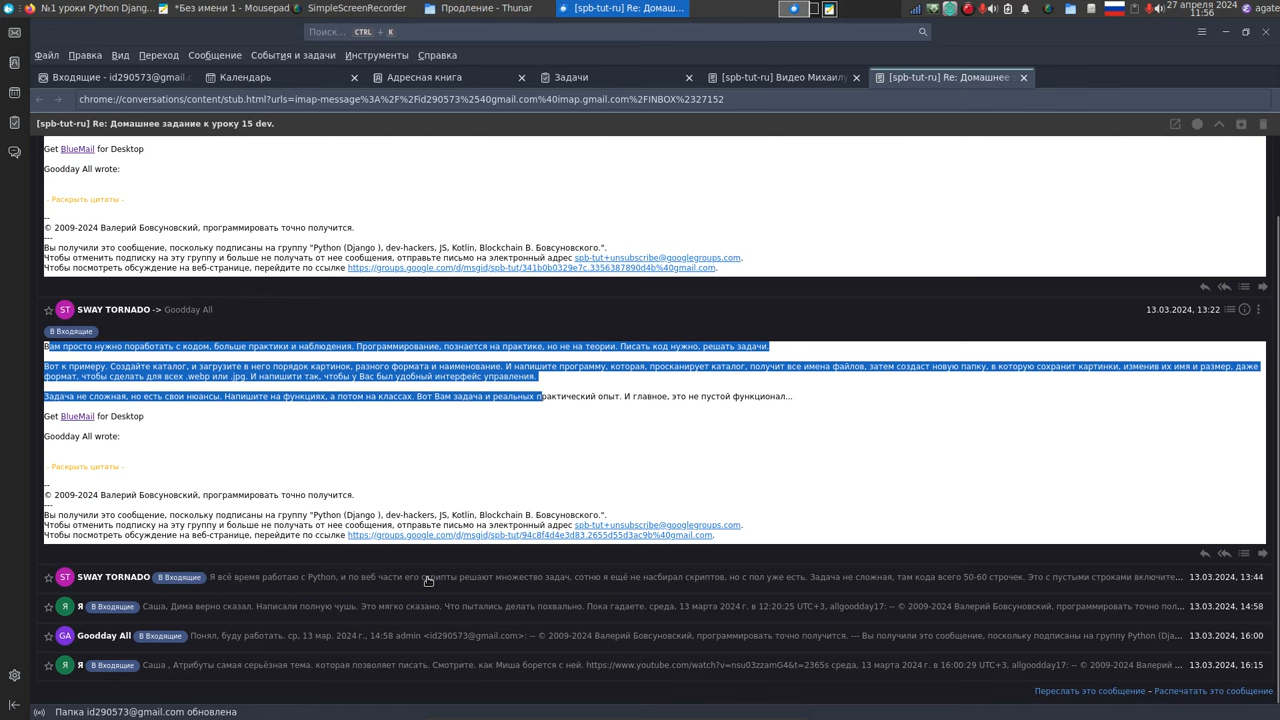 №1 уроки Python Djang...
*Без имени 1 - Mousepad
SimpleScreenRecorder
Продление - Thunar
[spb-tut-ru] Re: Домаш...
27 апреля 2024
11:56
agate
Поиск... CTRL + K
Файл Правка Вид Переход Сообщение События и задачи Инструменты Справка
Входящие - id290573@gmail.c
Календарь
Адресная книга
Задачи
[spb-tut-ru] Видео Михаилу
[spb-tut-ru] Re: Домашнее
chrome://conversations/content/stub.html?urls=imap-message%3A%2F%2Fid290573%2540gmail.com%40imap.gmail.com%2FINBOX%2327152
[spb-tut-ru] Re: Домашнее задание к уроку 15 dev.
Get BlueMail for Desktop
Goodday All wrote:
- Раскрыть цитаты -
--
© 2009-2024 Валерий Бовсуновский, программировать точно получится.
---
Вы получили это сообщение, поскольку подписаны на группу "Python (Django ), dev-hackers, JS, Kotlin, Blockchain В. Бовсуновского.".
Чтобы отменить подписку на эту группу и больше не получать от нее сообщения, отправьте письмо на электронный адрес spb-tut+unsubscribe@googlegroups.com.
Чтобы посмотреть обсуждение на веб-странице, перейдите по ссылке https://groups.google.com/d/msgid/spb-tut/341b0b0329e7c.3356387890d4b%40gmail.com.
ST SWAY TORNADO -> Goodday All 13.03.2024, 13:22
В Входящие
Вам просто нужно поработать с кодом, больше практики и наблюдения. Программирование, познается на практике, но не на теории. Писать код нужно, решать задачи.
Вот к примеру. Создайте каталог, и загрузите в него порядок картинок, разного формата и наименование. И напишите программу, которая, просканирует каталог, получит все имена файлов, затем создаст новую папку, в которую сохранит картинки, изменив их имя и размер, даже
формат, чтобы сделать для всех .webp или .jpg. И напишити так, чтобы у Вас был удобный интерфейс управления.
Задача не сложная, но есть свои нюансы. Напишите на функциях, а потом на классах. Вот Вам задача и реальных практический опыт. И главное, это не пустой функционал...
Get BlueMail for Desktop
Goodday All wrote:
- Раскрыть цитаты -
--
© 2009-2024 Валерий Бовсуновский, программировать точно получится.
---
Вы получили это сообщение, поскольку подписаны на группу "Python (Django ), dev-hackers, JS, Kotlin, Blockchain В. Бовсуновского.".
Чтобы отменить подписку на эту группу и больше не получать от нее сообщения, отправьте письмо на электронный адрес spb-tut+unsubscribe@googlegroups.com.
Чтобы посмотреть обсуждение на веб-странице, перейдите по ссылке https://groups.google.com/d/msgid/spb-tut/94c8f4d4e3d83.2655d55d3ac9b%40gmail.com.
ST SWAY TORNADO В Входящие Я всё время работаю с Python, и по веб части его скрипты решают множество задач, сотню я ещё не насбирал скриптов, но с пол уже есть. Задача не сложная, там кода всего 50-60 строчек. Это с пустыми строками включите... 13.03.2024, 13:44
Я Я В Входящие Саша, Дима верно сказал. Написали полную чушь. Это мягко сказано. Что пытались делать похвально. Пока гадаете. среда, 13 марта 2024 г. в 12:20:25 UTC+3, allgoodday17: -- © 2009-2024 Валерий Бовсуновский, программировать точно пол... 13.03.2024, 14:58
GA Goodday All В Входящие Понял, буду работать. ср, 13 мар. 2024 г., 14:58 admin <id290573@gmail.com>: -- © 2009-2024 Валерий Бовсуновский, программировать точно получится. --- Вы получили это сообщение, поскольку подписаны на группу "Python (Dja... 13.03.2024, 16:00
Я Я В Входящие Саша , Атрибуты самая серьёзная тема. которая позволяет писать. Смотрите. как Миша борется с ней. https://www.youtube.com/watch?v=nsu03zzamG4&t=2365s среда, 13 марта 2024 г. в 16:00:29 UTC+3, allgoodday17: -- © 2009-2024 Валерий ... 13.03.2024, 16:15
Переслать это сообщение – Распечатать это сообщение
Папка id290573@gmail.com обновлена